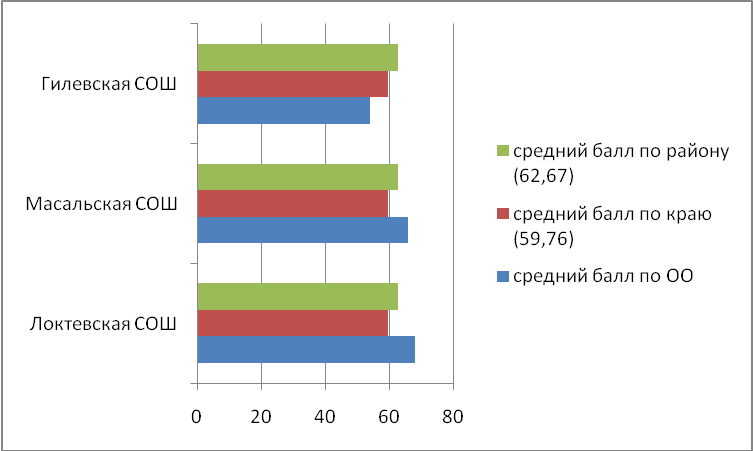 Гилевская СОШ
Масальская СОШ
Локтевская СОШ
0 20 40 60 80
средний балл по району
(62,67)
средний балл по краю
(59,76)
средний балл по ОО